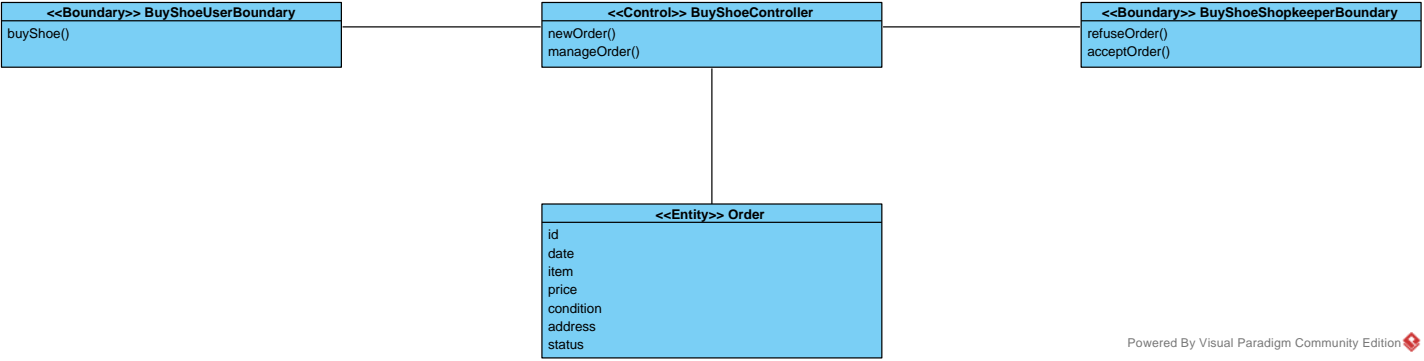 <<Boundary>> BuyShoeUserBoundary
buyShoe()
<<Control>> BuyShoeController
newOrder()
manageOrder()
<<Boundary>> BuyShoeShopkeeperBoundary
refuseOrder()
acceptOrder()
<<Entity>> Order
id
date
item
price
condition
address
status
Powered By Visual Paradigm Community Edition